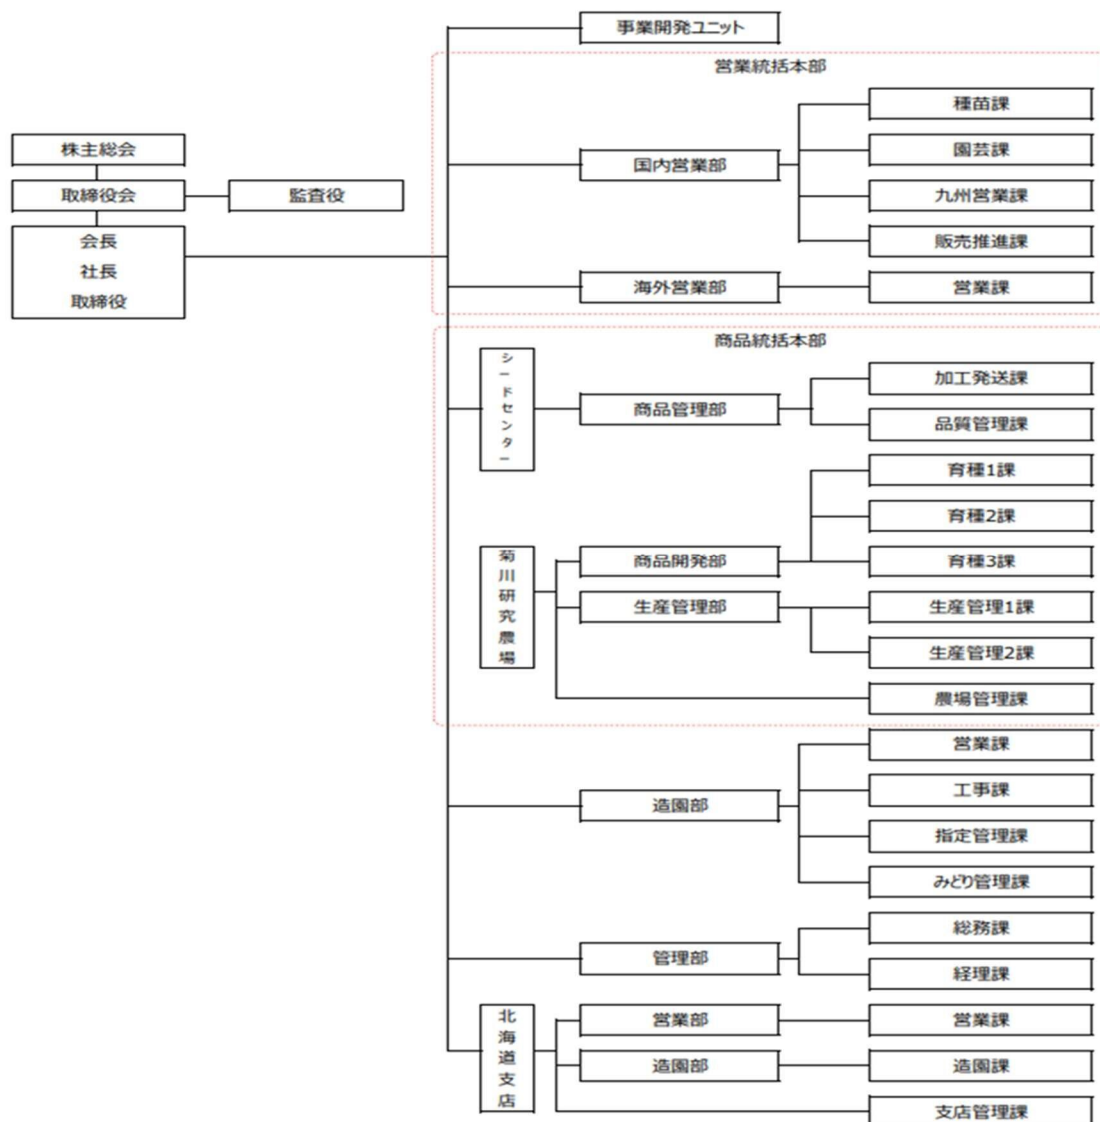 事業開発ユニット
営業統括本部
種苗課
園芸課
国内営業部
九州営業課
販売推進課
海外営業部
営業課
株主総会
取締役会
監査役
会長
社長
取締役
商品統括本部
シードセンター
商品管理部
加工発送課
品質管理課
菊川研究農場
商品開発部
育種1課
育種2課
育種3課
生産管理部
生産管理1課
生産管理2課
農場管理課
造園部
営業課
工事課
指定管理課
みどり管理課
管理部
総務課
経理課
北海道支店
営業部
営業課
造園部
造園課
支店管理課